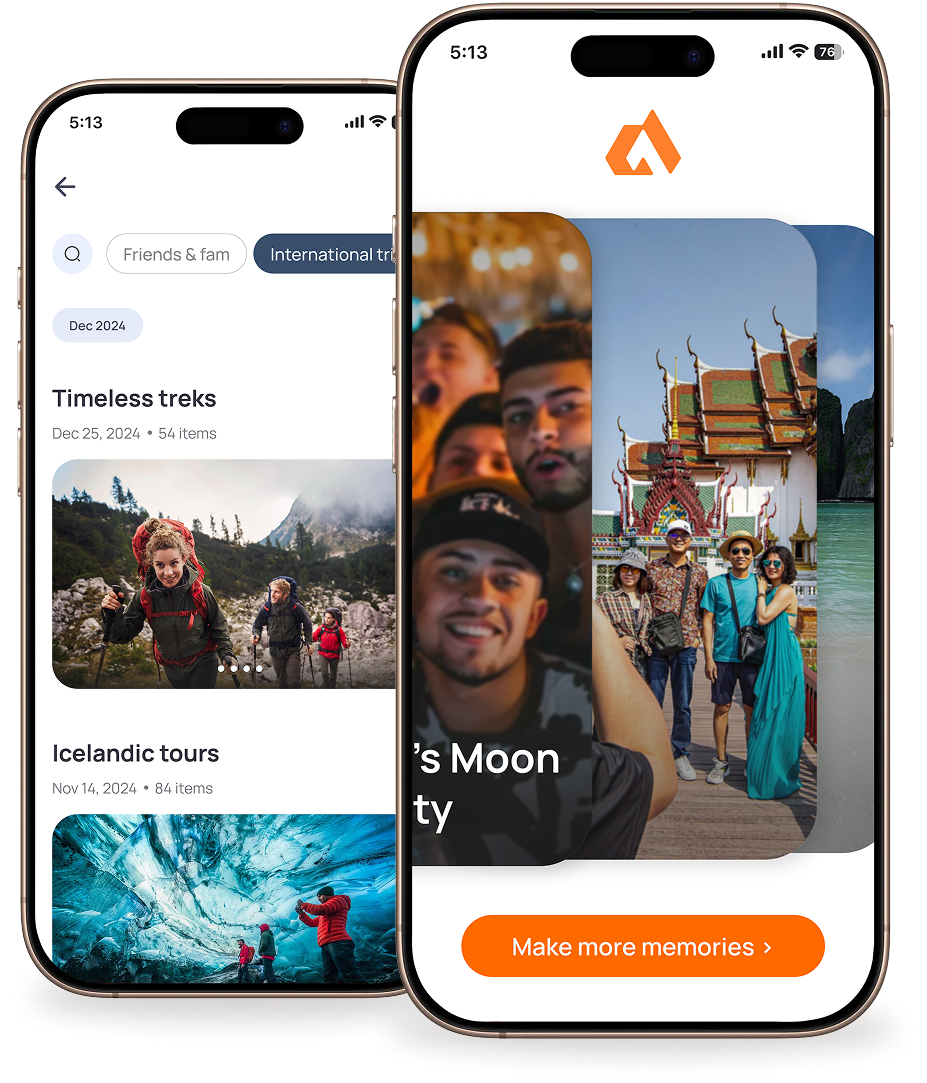 5:13
Friends & fam
International tri
Dec 2024
Timeless treks
Dec 25, 2024 • 54 items
Icelandic tours
Nov 14, 2024 • 84 items
5:13
76
's Moon
ty
Make more memories ›